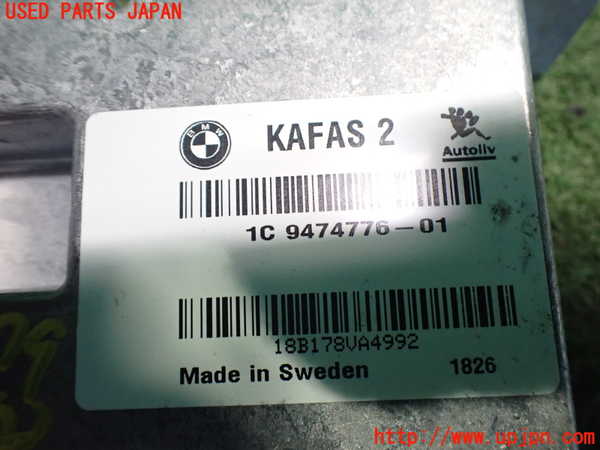 USED PARTS JAPAN
BMW
KAFAS 2
Autoliv
1C 9474776-01
18B178VA4992
Made in Sweden
1826
http://www.upjpn.com